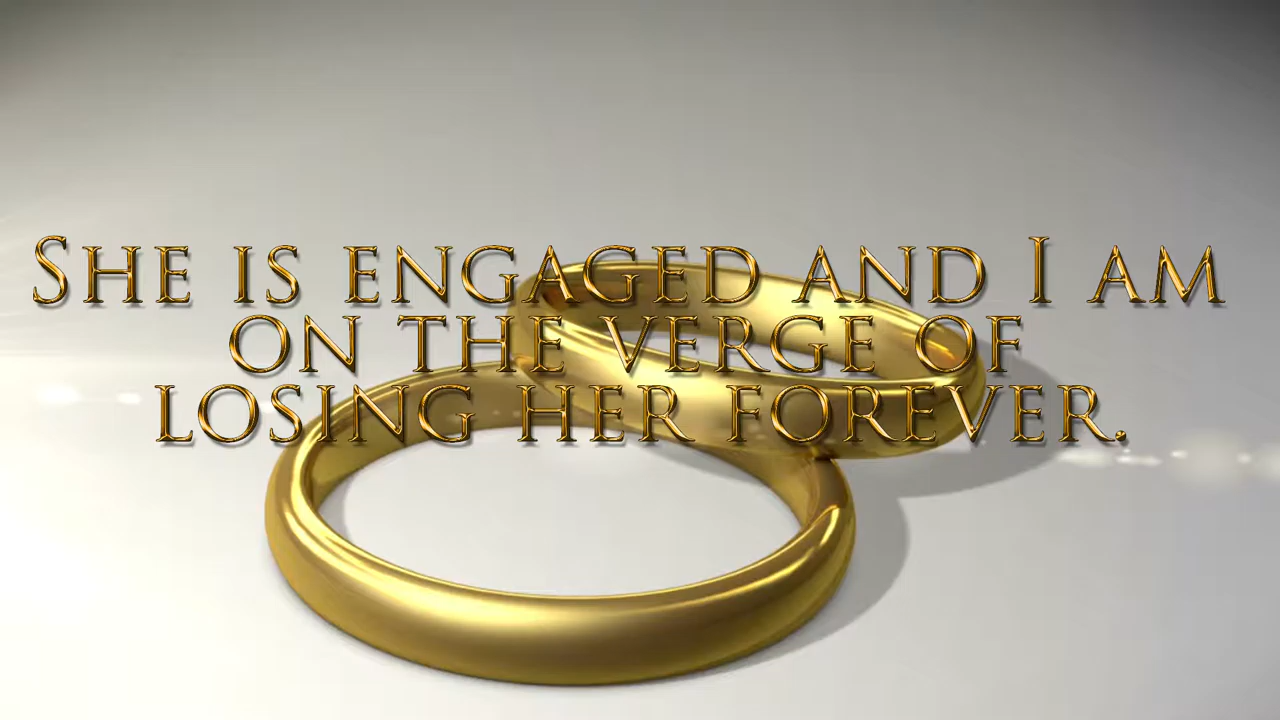 She is engaged and I am
on the verge of
losing her forever.